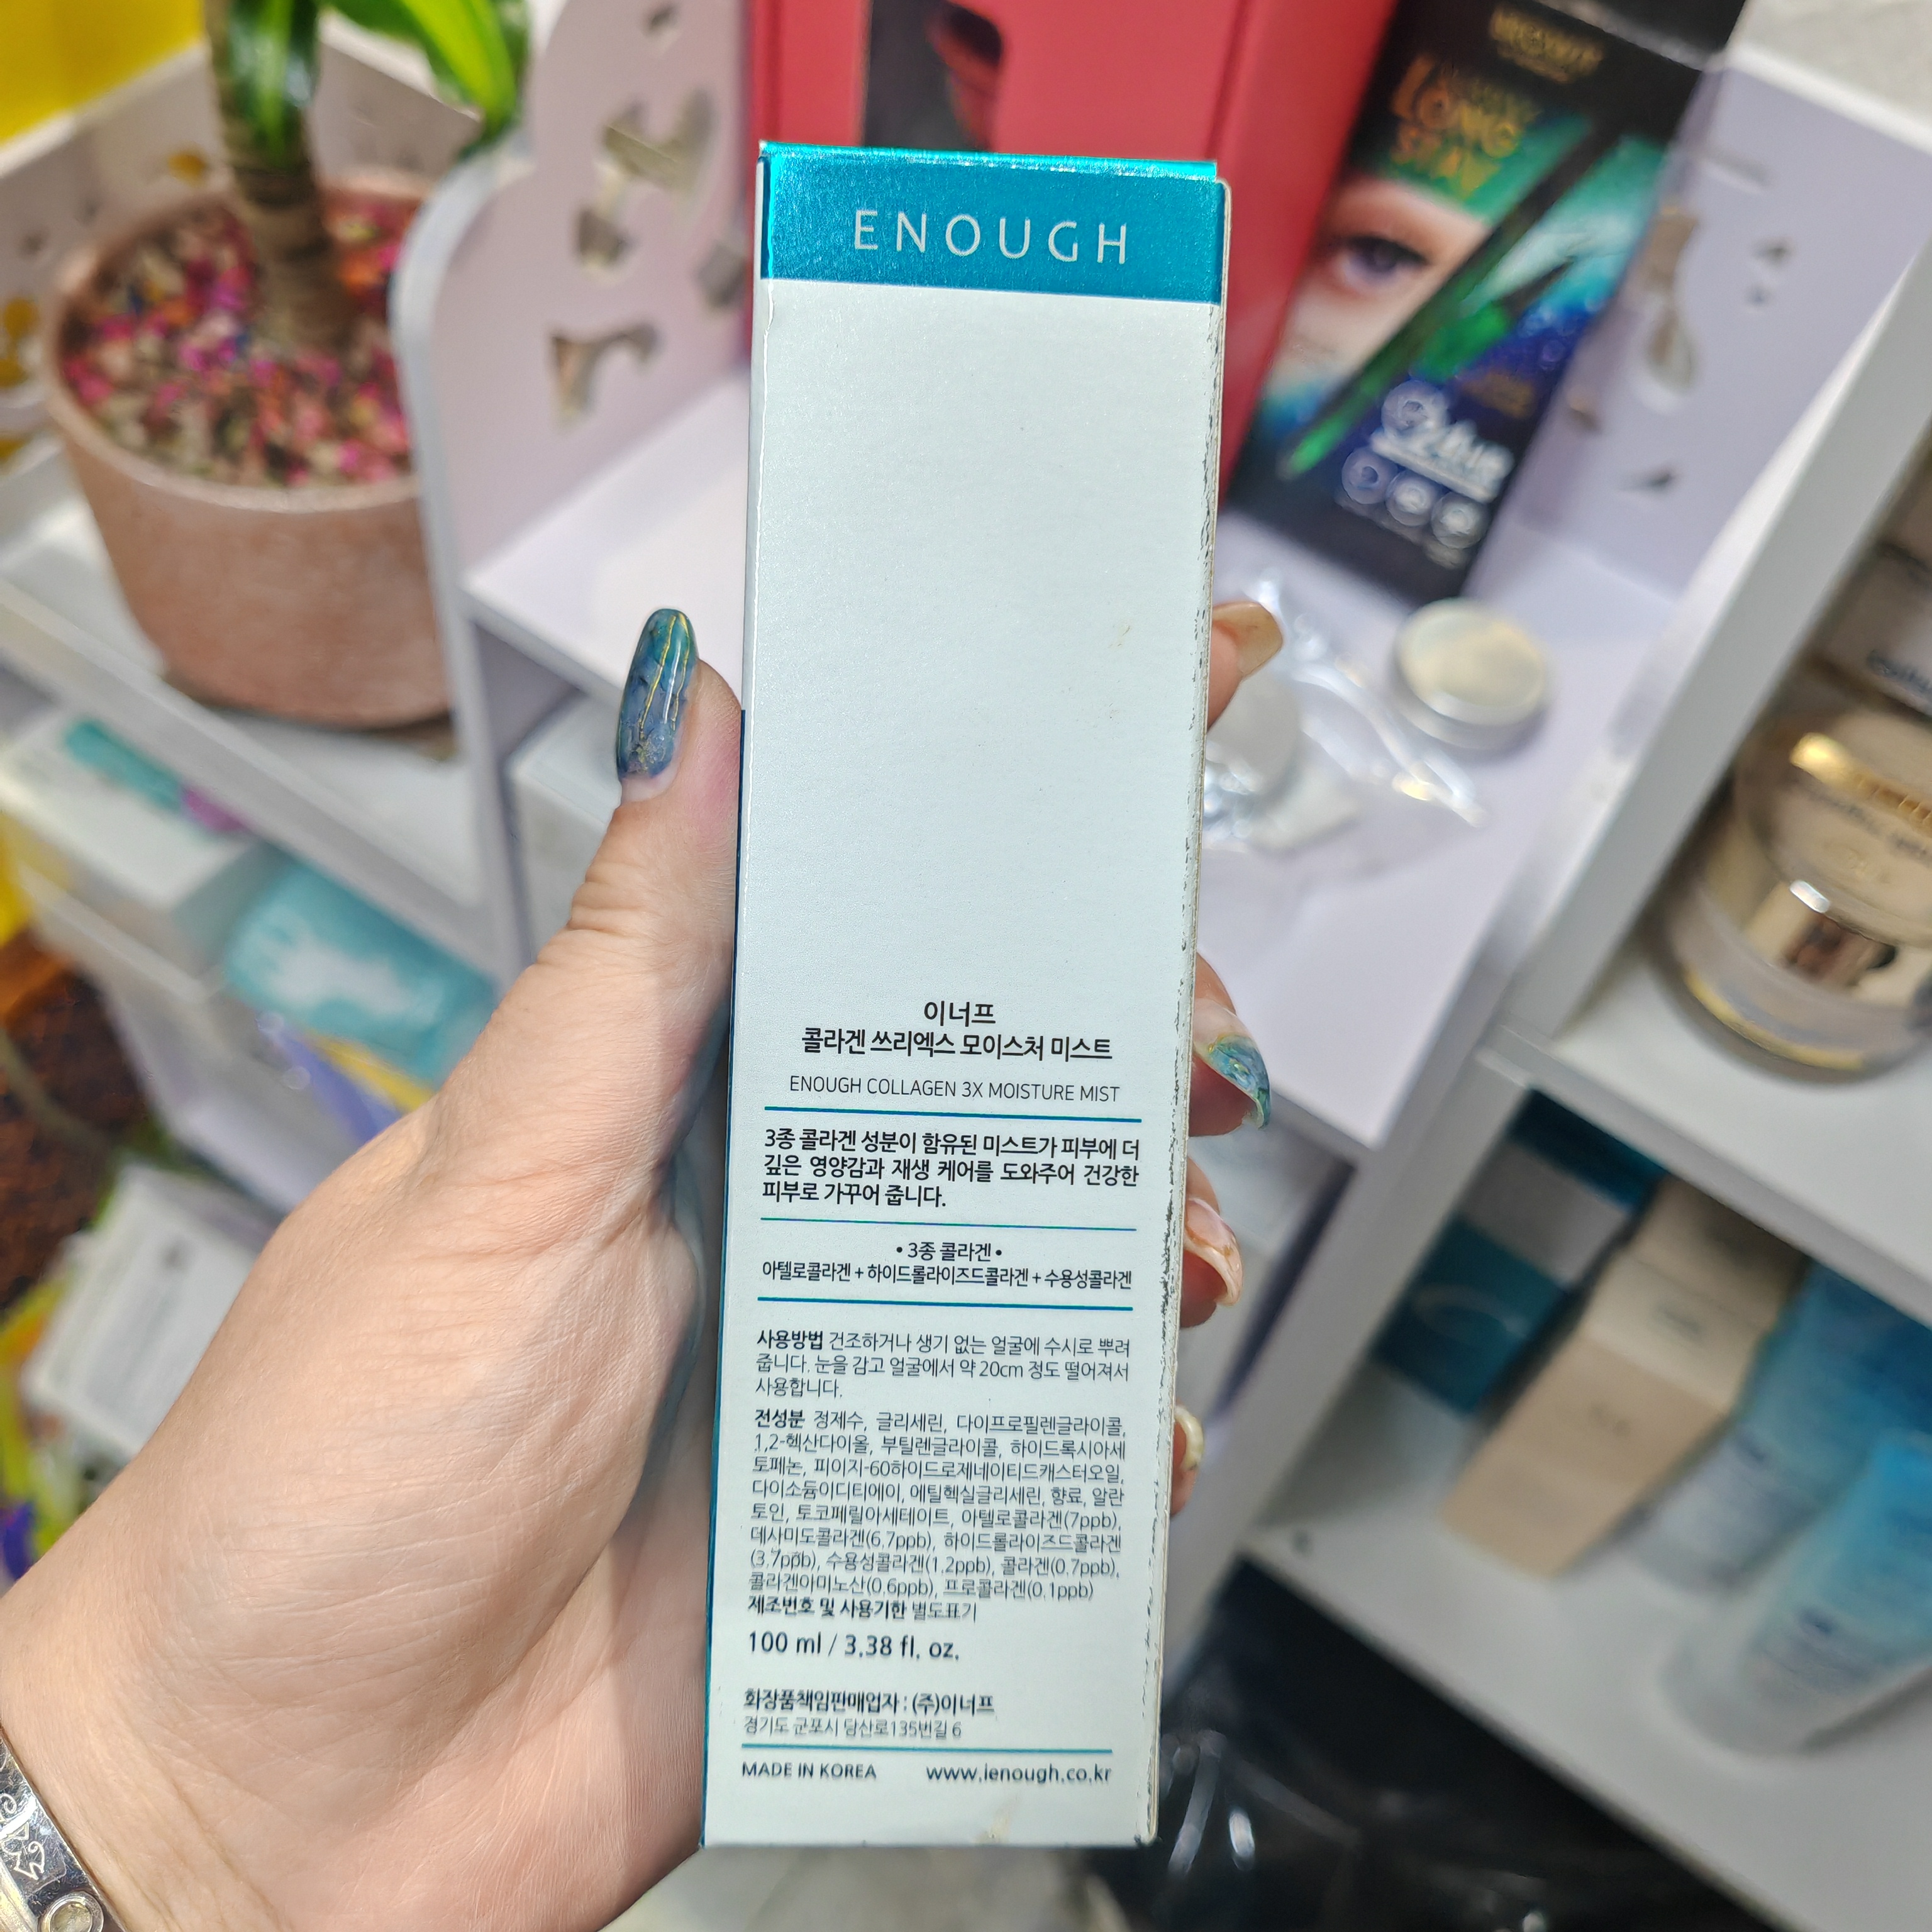 ENOUGH
이너프
콜라겐 쓰리엑스 모이스처 미스트
ENOUGH COLLAGEN 3X MOISTURE MIST
3종 콜라겐 성분이 함유된 미스트가 피부에 더
깊은 영양감과 재생 케어를 도와주어 건강한
피부로 가꾸어 줍니다.
•3종 콜라겐•
아텔로콜라겐 + 하이드롤라이즈드콜라겐 + 수용성콜라겐
사용방법 건조하거나 생기 없는 얼굴에 수시로 뿌려
줍니다. 눈을 감고 얼굴에서 약 20cm 정도 떨어져서
사용합니다.
전성분 정제수, 글리세린, 다이프로필렌글라이콜,
1,2-헥산다이올, 부틸렌글라이콜, 하이드록시아세
토페논, 피이지-60하이드로제네이티드캐스터오일,
다이소듐이디티에이, 에틸헥실글리세린, 향료, 알란
토인, 토코페릴아세테이트, 아텔로콜라겐(7ppb),
데사미도콜라겐(6.7ppb), 하이드롤라이즈드콜라겐
(3.7ppb), 수용성콜라겐(1.2ppb), 콜라겐(0.7ppb),
콜라겐아미노산(0.6ppb), 프로콜라겐(0.1ppb)
제조번호 및 사용기한 별도표기
100 ml / 3.38 fl. oz.
화장품책임판매업자 : (주)이너프
경기도 군포시 당산로135번길 6
MADE IN KOREA www.ienough.co.kr
LONG
STAY